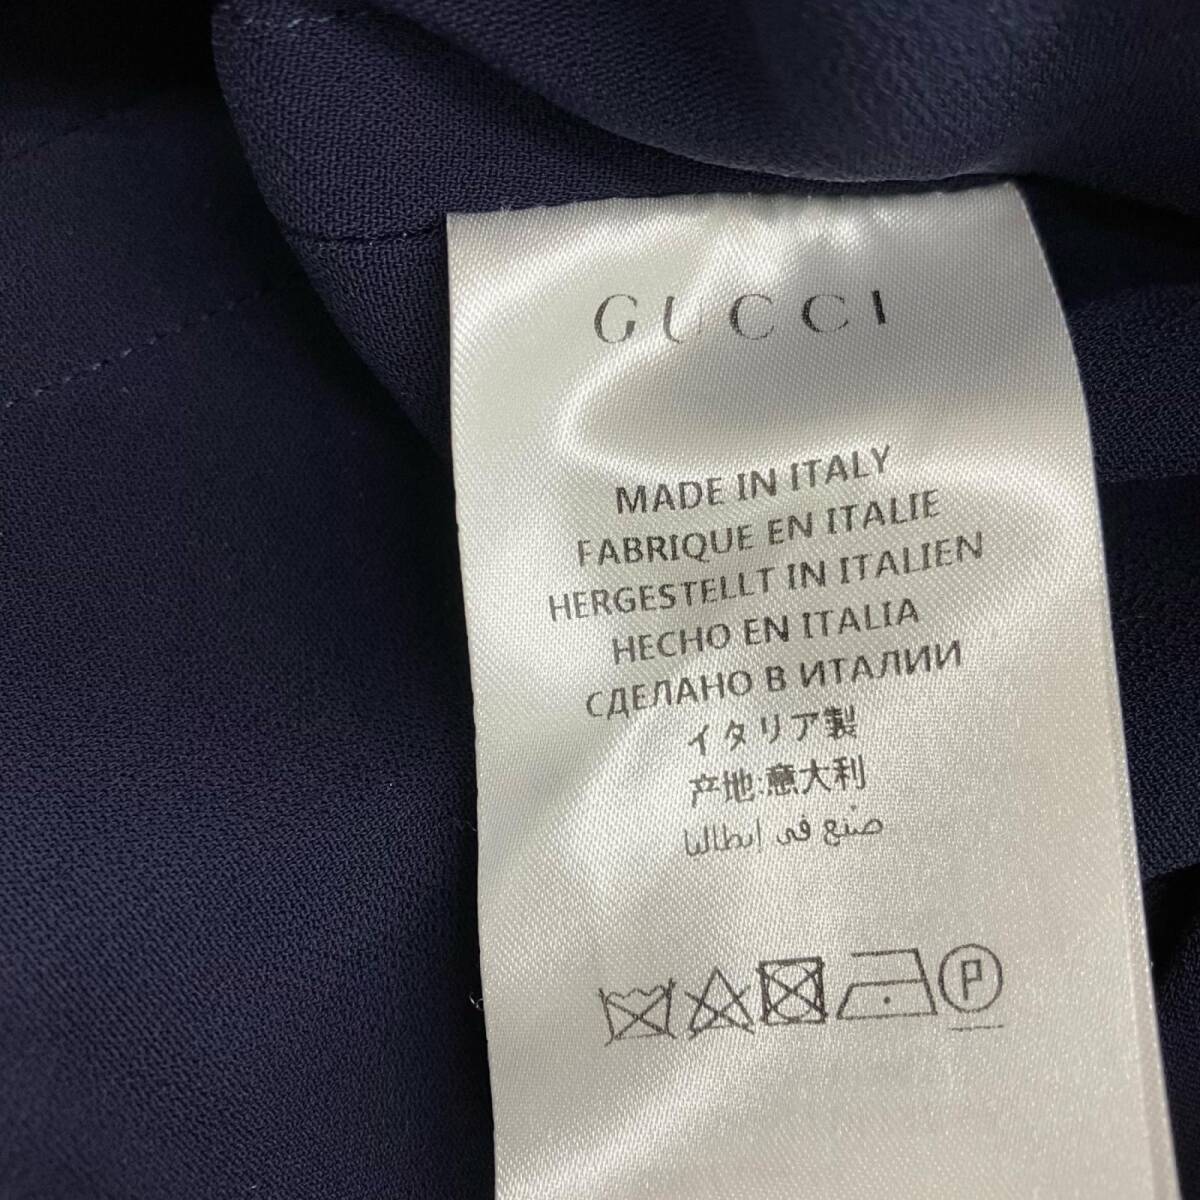 GUCCI
MADE IN ITALY
FABRIQUE EN ITALIE
HERGESTELLT IN ITALIEN
HECHO EN ITALIA
СДЕЛАНО В ИТАЛИИ
イタリア製
产地:意大利
صنع في ايطاليا
P